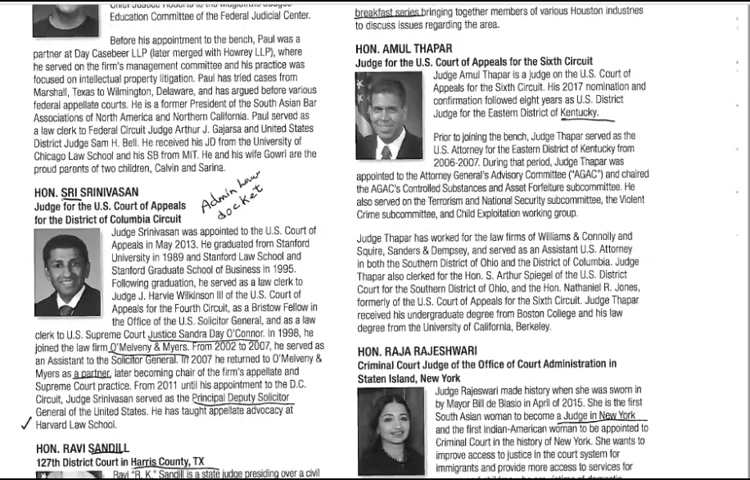 Education Committee of the Federal Judicial Center.
Before his appointment to the bench, Paul was a
partner at Day Casebeer LLP (later merged with Howrey LLP), where
he served on the firm's management committee and his practice was
focused on intellectual property litigation. Paul has tried cases from
Marshall, Texas to Wilmington, Delaware, and has argued before various
federal appellate courts. He is a former President of the South Asian Bar
Associations of North America and Northern California. Paul served as
a law clerk to Federal Circuit Judge Arthur J. Gajarsa and United States
District Judge Sam H. Bell. He received his JD from the University of
Chicago Law School and his SB from MiT. He and his wife Gowri are the
proud parents of two children, Calvin and Sarina.
HON. SRI SRINIVASAN
Judge for the U.S. Court of Appeals
for the District of Columbia Circuit
Admin Law
docket
Judge Srinivasan was appointed to the U.S. Court of
Appeals in May 2013. He graduated from Stanford
University in 1989 and Stanford Law School and
Stanford Graduate School of Business in 1995.
Following graduation, he served as a law clerk to
Judge J. Harvie Wilkinson III of the U.S. Court of
Appeals for the Fourth Circuit, as a Bristow Fellow in
the Office of the U.S. Solicitor General, and as a law
clerk to U.S. Supreme Court Justice Sandra Day O'Connor. In 1998, he
joined the law firm O'Melveny & Myers. From 2002 to 2007, he served as
an Assistant to the Solicitor General. In 2007 he returned to O'Melveny &
Myers as a partner, later becoming chair of the firm's appellate and
Supreme Court practice. From 2011 until his appointment to the D.C.
Circuit, Judge Srinivasan served as the Principal Deputy Solicitor
General of the United States. He has taught appellate advocacy at
Harvard Law School.
HON. RAVI SANDILL
127th District Court in Harris County, TX
Ravi "R. K." Sandill is a state judge presiding over a civil
breakfast series bringing together members of various Houston industries
to discuss issues regarding the area.
HON. AMUL THAPAR
Judge for the U.S. Court of Appeals for the Sixth Circuit
Judge Amul Thapar is a judge on the U.S. Court of
Appeals for the Sixth Circuit. His 2017 nomination and
confirmation followed eight years as U.S. District
Judge for the Eastern District of Kentucky.
Prior to joining the bench, Judge Thapar served as the
U.S. Attorney for the Eastern District of Kentucky from
2006-2007. During that period, Judge Thapar was
appointed to the Attorney General's Advisory Committee ("AGAC") and chaired
the AGAC's Controlled Substances and Asset Forfeiture subcommittee. He
also served on the Terrorism and National Security subcommittee, the Violent
Crime subcommittee, and Child Exploitation working group.
Judge Thapar has worked for the law firms of Williams & Connolly and
Squire, Sanders & Dempsey, and served as an Assistant U.S. Attorney
in both the Southern District of Ohio and the District of Columbia. Judge
Thapar also clerked for the Hon. S. Arthur Spiegel of the U.S. District
Court for the Southern District of Ohio, and the Hon. Nathaniel R. Jones,
formerly of the U.S. Court of Appeals for the Sixth Circuit. Judge Thapar
received his undergraduate degree from Boston College and his law
degree from the University of California, Berkeley.
HON. RAJA RAJESHWARI
Criminal Court Judge of the Office of Court Administration in
Staten Island, New York
Judge Rajeswari made history when she was sworn in
by Mayor Bill de Blasio in April of 2015. She is the first
South Asian woman to become a Judge in New York
and the first Indian-American woman to be appointed to
Criminal Court in the history of New York. She wants to
improve access to justice in the court system for
immigrants and provide more access to services for